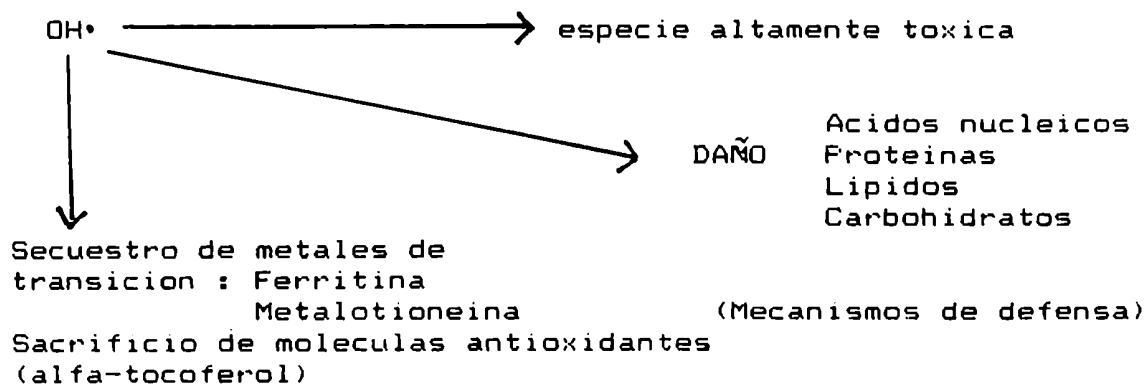 OH• especie altamente toxica
Acidos nucleicos
DAÑO Proteinas
Lipidos
Carbohidratos
Secuestro de metales de
transicion : Ferritina
Metalotioneina (Mecanismos de defensa)
Sacrificio de moleculas antioxidantes
(alfa-tocoferol)